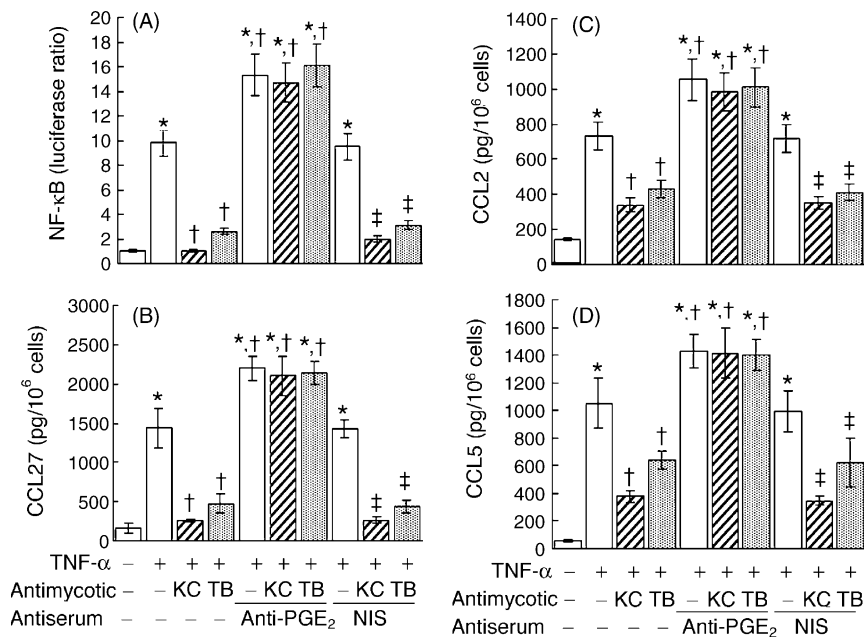 (A)
NF-κB (luciferase ratio)
20
18
16
14
12
10
8
6
4
2
0
* † † *,† *,† *,† * ‡ ‡
(C)
CCL2 (pg/10⁶ cells)
1400
1200
1000
800
600
400
200
0
* † † *,† *,† *,† * ‡ ‡
(B)
CCL27 (pg/10⁶ cells)
3000
2500
2000
1500
1000
500
0
* † † *,† *,† *,† * ‡ ‡
TNF-α – + + + + + + + + +
Antimycotic – – KC TB – KC TB – KC TB
Antiserum – – – – Anti-PGE₂ NIS
(D)
CCL5 (pg/10⁶ cells)
1800
1600
1400
1200
1000
800
600
400
200
0
* † † *,† *,† *,† * ‡ ‡
TNF-α – + + + + + + + + +
Antimycotic – – KC TB – KC TB – KC TB
Antiserum – – – – Anti-PGE₂ NIS